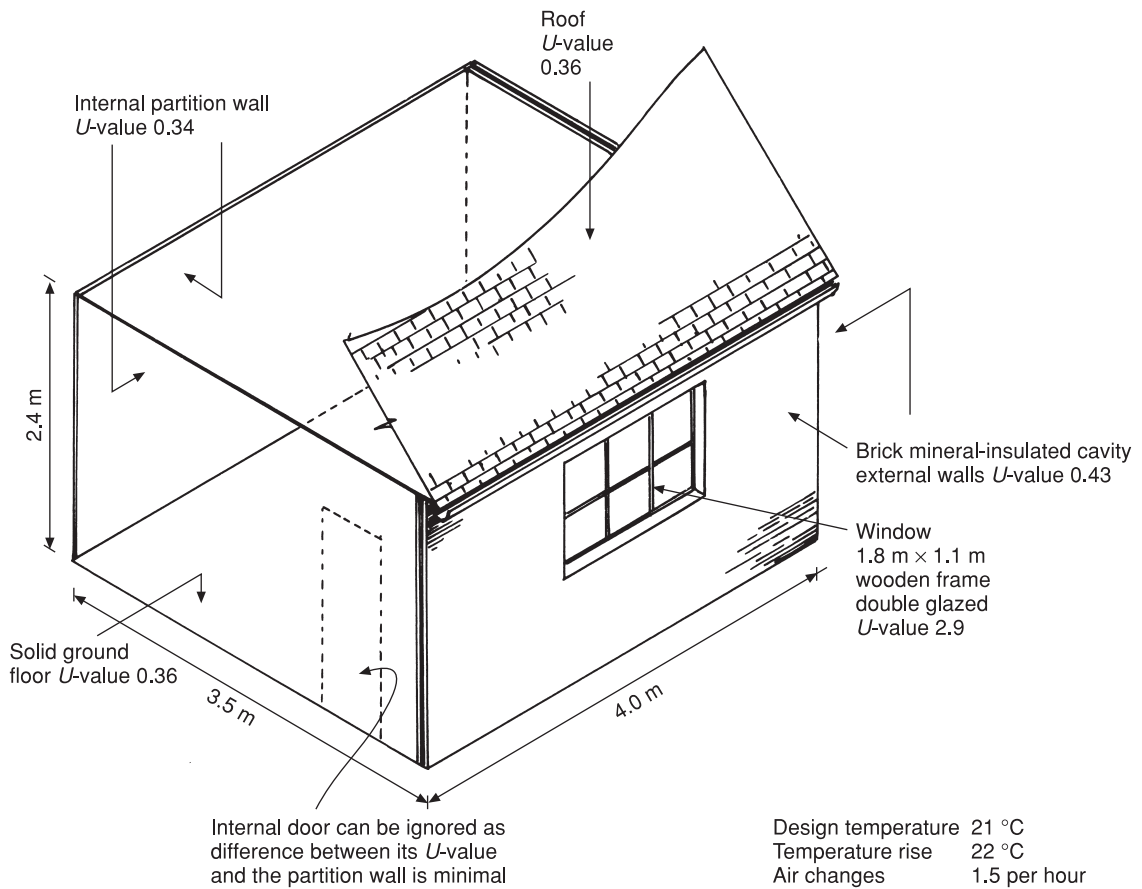 Roof
U-value
0.36
Internal partition wall
U-value 0.34
2.4 m
Brick mineral-insulated cavity
external walls U-value 0.43
Window
1.8 m × 1.1 m
wooden frame
double glazed
U-value 2.9
Solid ground
floor U-value 0.36
3.5 m
4.0 m
Internal door can be ignored as
difference between its U-value
and the partition wall is minimal
Design temperature 21 °C
Temperature rise 22 °C
Air changes 1.5 per hour